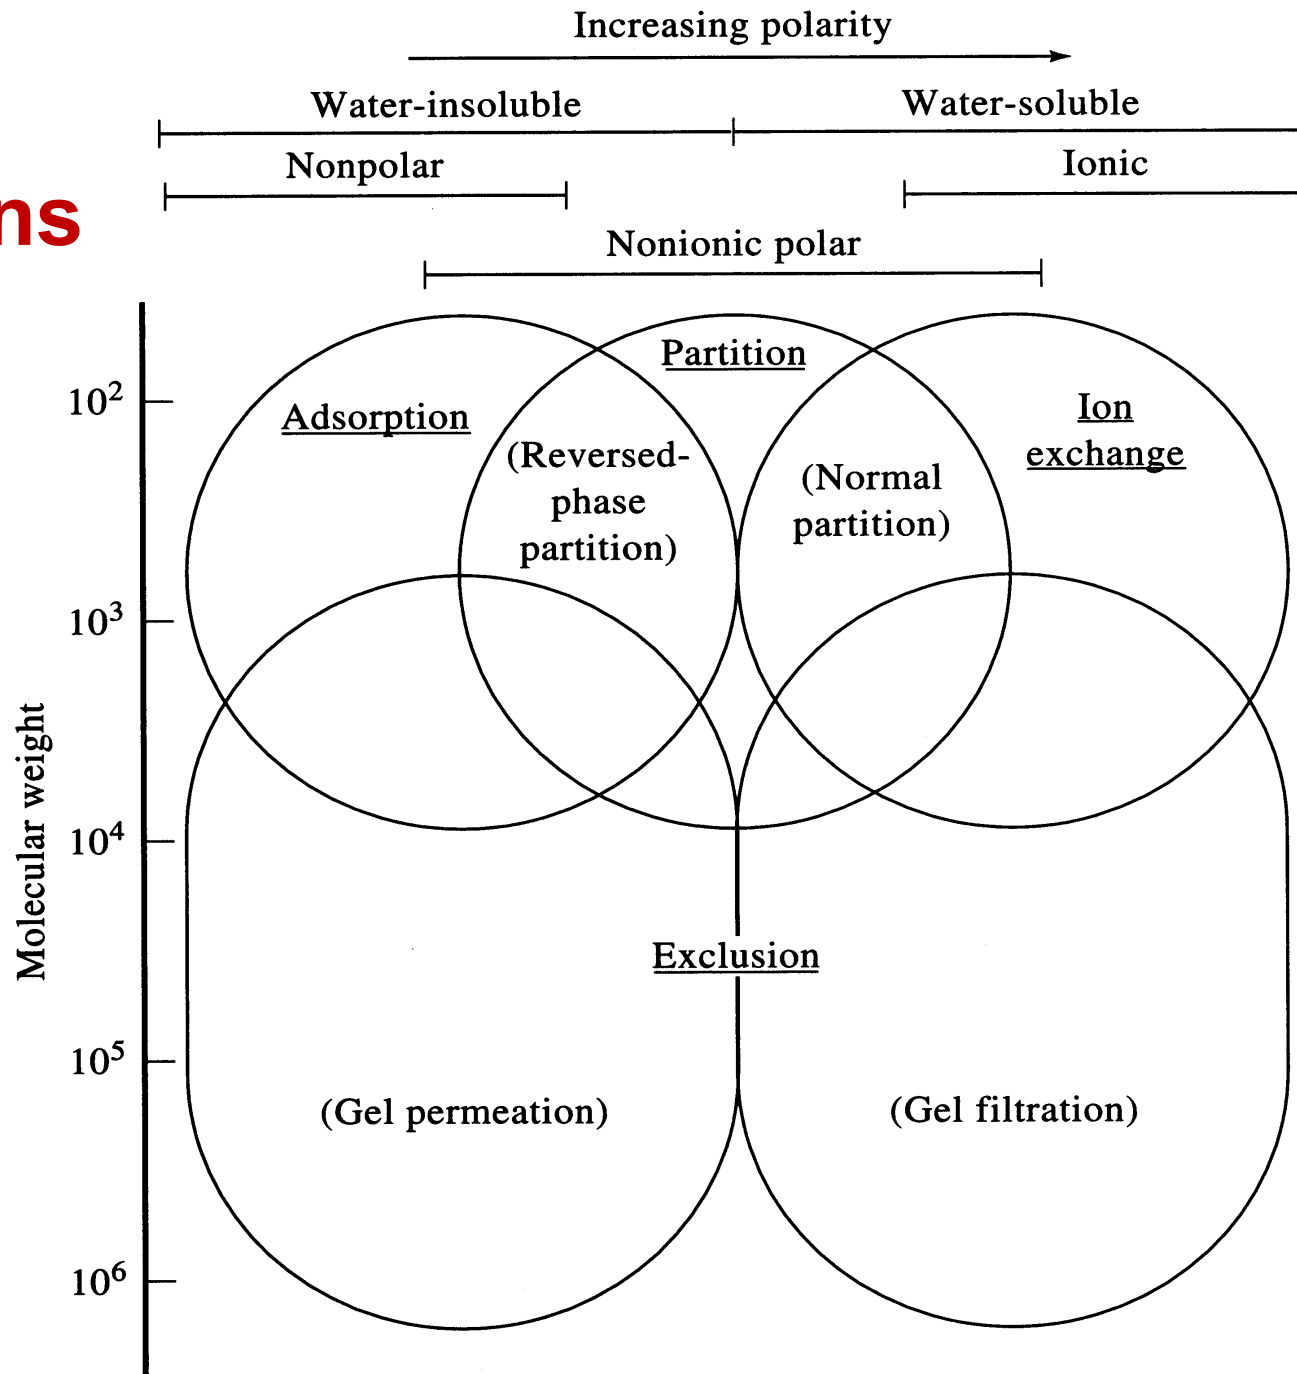 Increasing polarity
Water-insoluble
Water-soluble
Nonpolar
Ionic
ns
Nonionic polar
Partition
10²
Adsorption
Ion
exchange
(Reversed-
phase
partition)
(Normal
partition)
10³
Molecular weight
10⁴
Exclusion
10⁵
(Gel permeation)
(Gel filtration)
10⁶